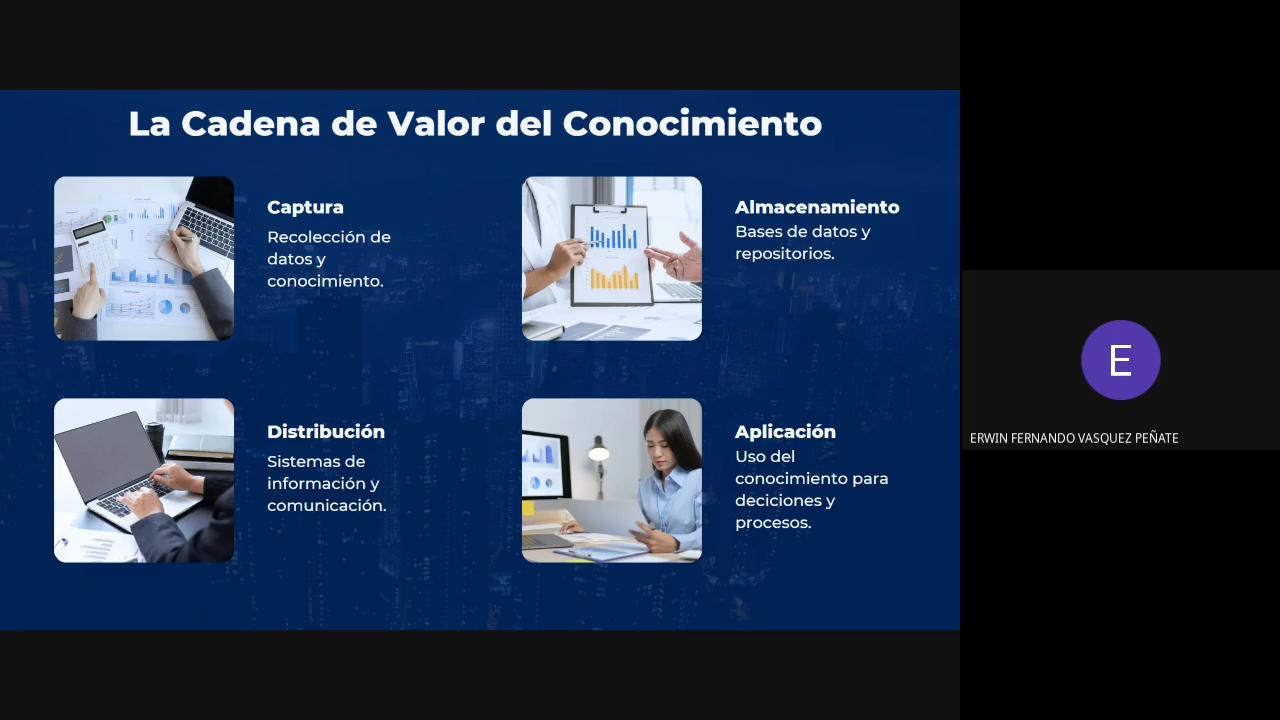 La Cadena de Valor del Conocimiento
Captura
Recolección de
datos y
conocimiento.
Almacenamiento
Bases de datos y
repositorios.
Distribución
Sistemas de
información y
comunicación.
Aplicación
Uso del
conocimiento para
deciciones y
procesos.
E
ERWIN FERNANDO VASQUEZ PEÑATE